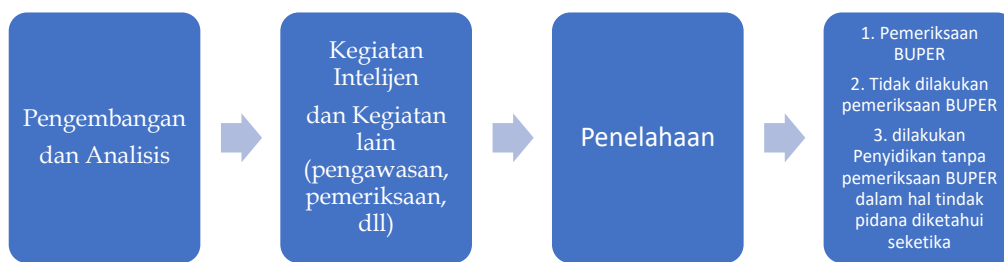 Pengembangan
dan Analisis
Kegiatan
Intelijen
dan Kegiatan
lain
(pengawasan,
pemeriksaan,
dll)
Penelahaan
1. Pemeriksaan
BUPER
2. Tidak dilakukan
pemeriksaan BUPER
3. dilakukan
Penyidikan tanpa
pemeriksaan BUPER
dalam hal tindak
pidana diketahui
seketika